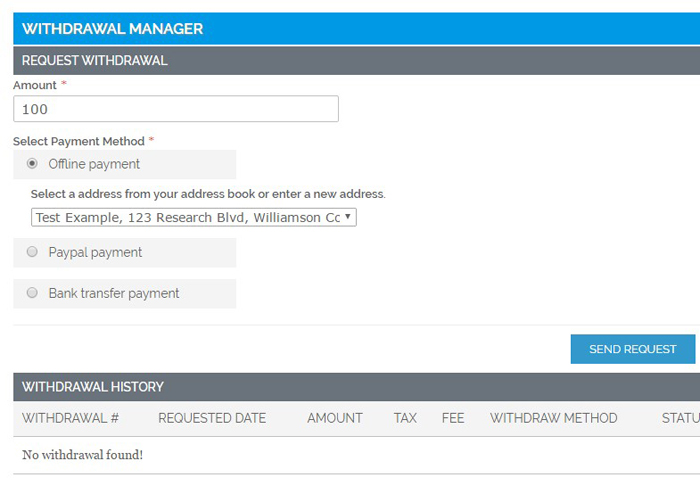 WITHDRAWAL MANAGER
REQUEST WITHDRAWAL
Amount *
100
Select Payment Method *
Offline payment
Select a address from your address book or enter a new address.
Test Example, 123 Research Blvd, Williamson Cc
Paypal payment
Bank transfer payment
SEND REQUEST
WITHDRAWAL HISTORY
WITHDRAWAL # REQUESTED DATE AMOUNT TAX FEE WITHDRAW METHOD STATU
No withdrawal found!